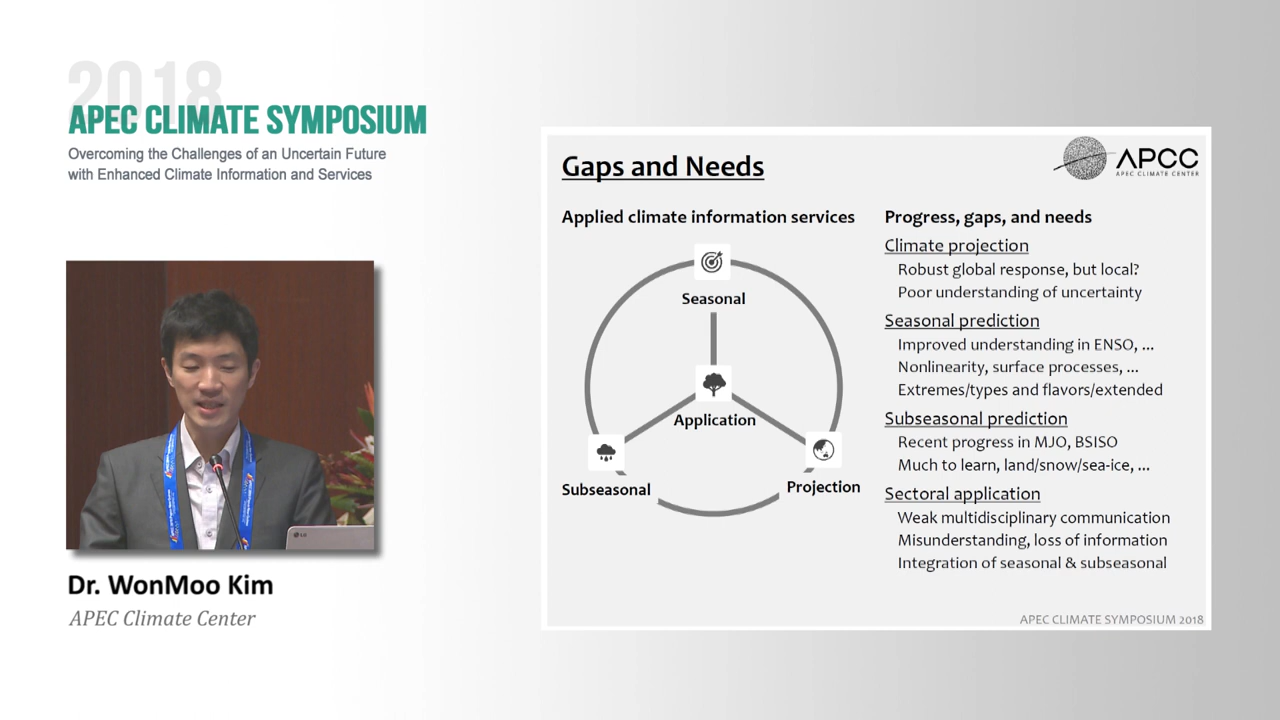 2018
APEC CLIMATE SYMPOSIUM
Overcoming the Challenges of an Uncertain Future
with Enhanced Climate Information and Services
Dr. WonMoo Kim
APEC Climate Center
LG
Gaps and Needs
APCC
APEC CLIMATE CENTER
Applied climate information services
Seasonal
Application
Subseasonal
Projection
Progress, gaps, and needs
Climate projection
Robust global response, but local?
Poor understanding of uncertainty
Seasonal prediction
Improved understanding in ENSO, ...
Nonlinearity, surface processes, ...
Extremes/types and flavors/extended
Subseasonal prediction
Recent progress in MJO, BSISO
Much to learn, land/snow/sea-ice, ...
Sectoral application
Weak multidisciplinary communication
Misunderstanding, loss of information
Integration of seasonal & subseasonal
APEC CLIMATE SYMPOSIUM 2018